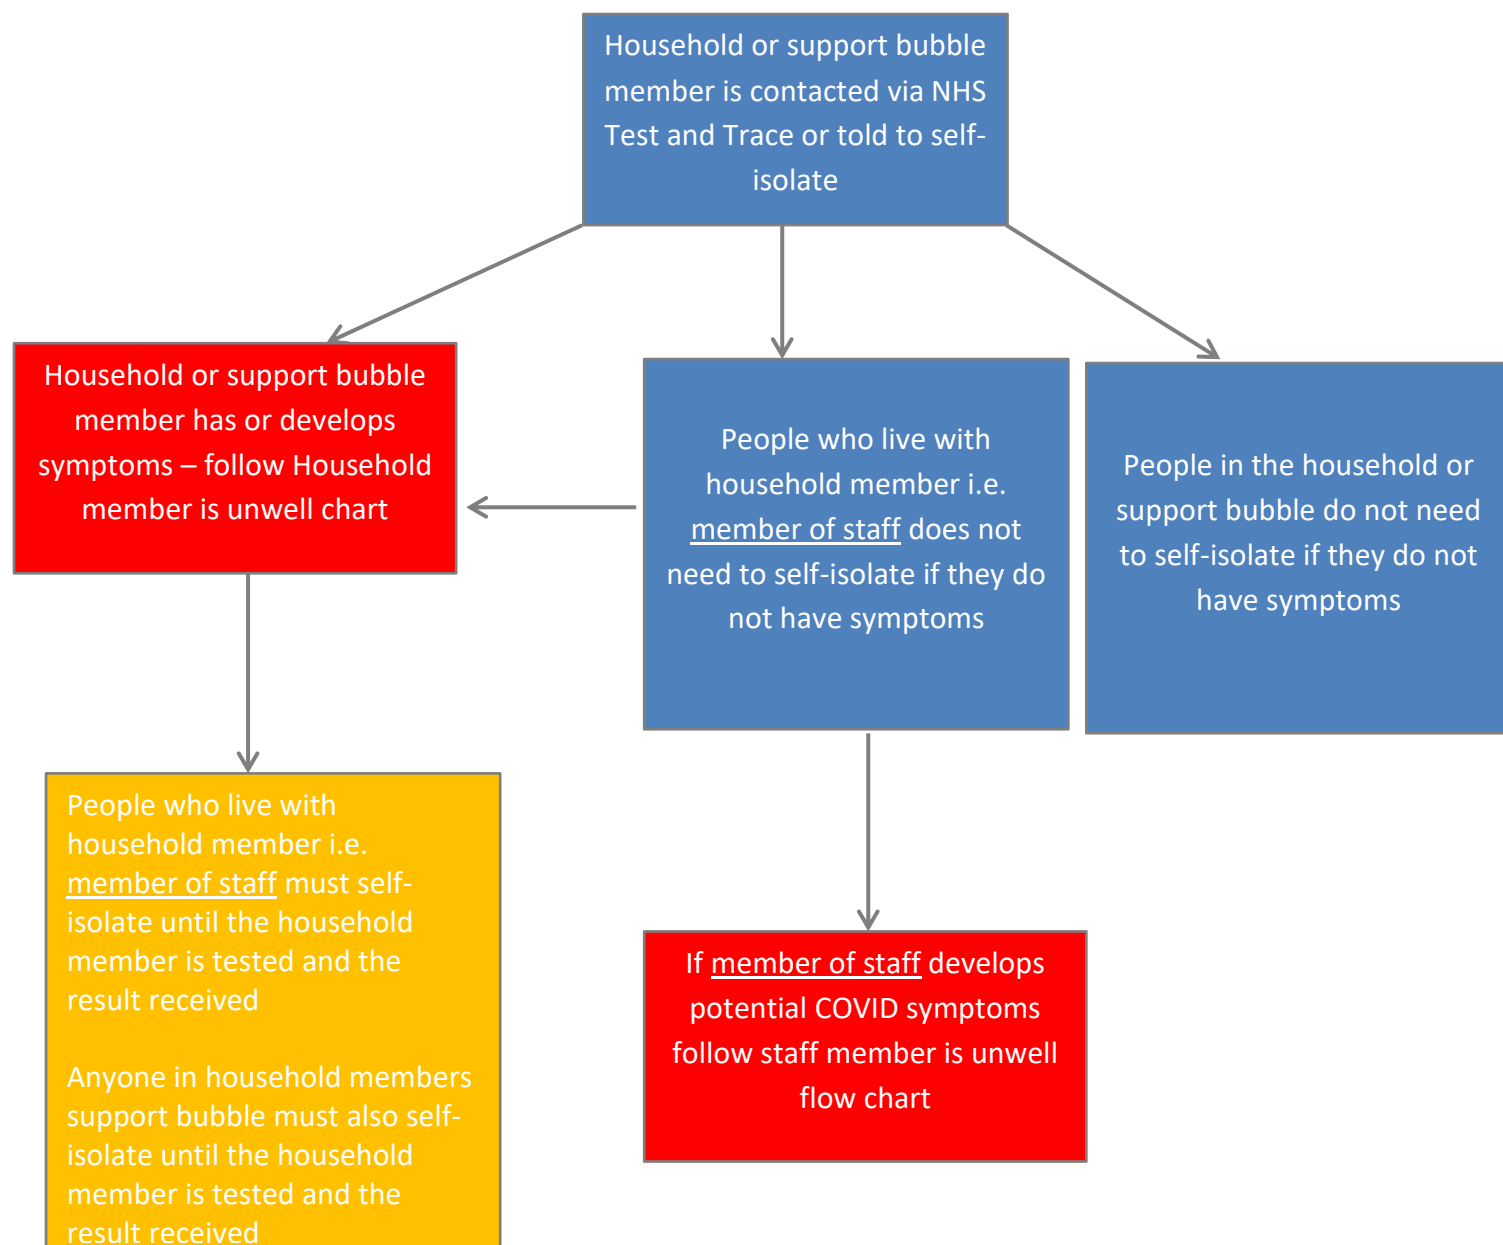 Household or support bubble
member is contacted via NHS
Test and Trace or told to self-
isolate
Household or support bubble
member has or develops
symptoms – follow Household
member is unwell chart
People who live with
household member i.e.
member of staff does not
need to self-isolate if they do
not have symptoms
People in the household or
support bubble do not need
to self-isolate if they do not
have symptoms
People who live with
household member i.e.
member of staff must self-
isolate until the household
member is tested and the
result received
Anyone in household members
support bubble must also self-
isolate until the household
member is tested and the
result received
If member of staff develops
potential COVID symptoms
follow staff member is unwell
flow chart